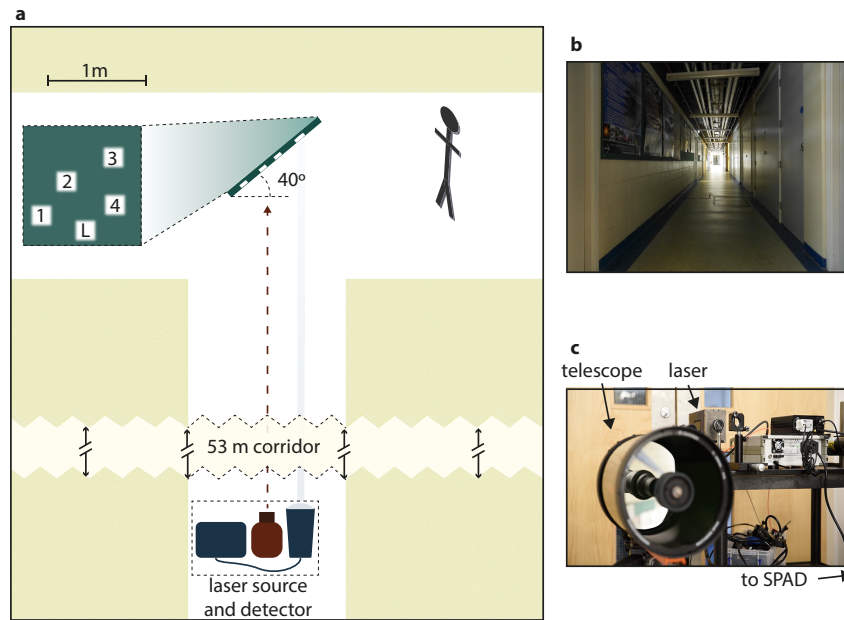 a
1m
3
2
4
1
L
40º
53 m corridor
laser source
and detector
b
c
telescope
laser
to SPAD